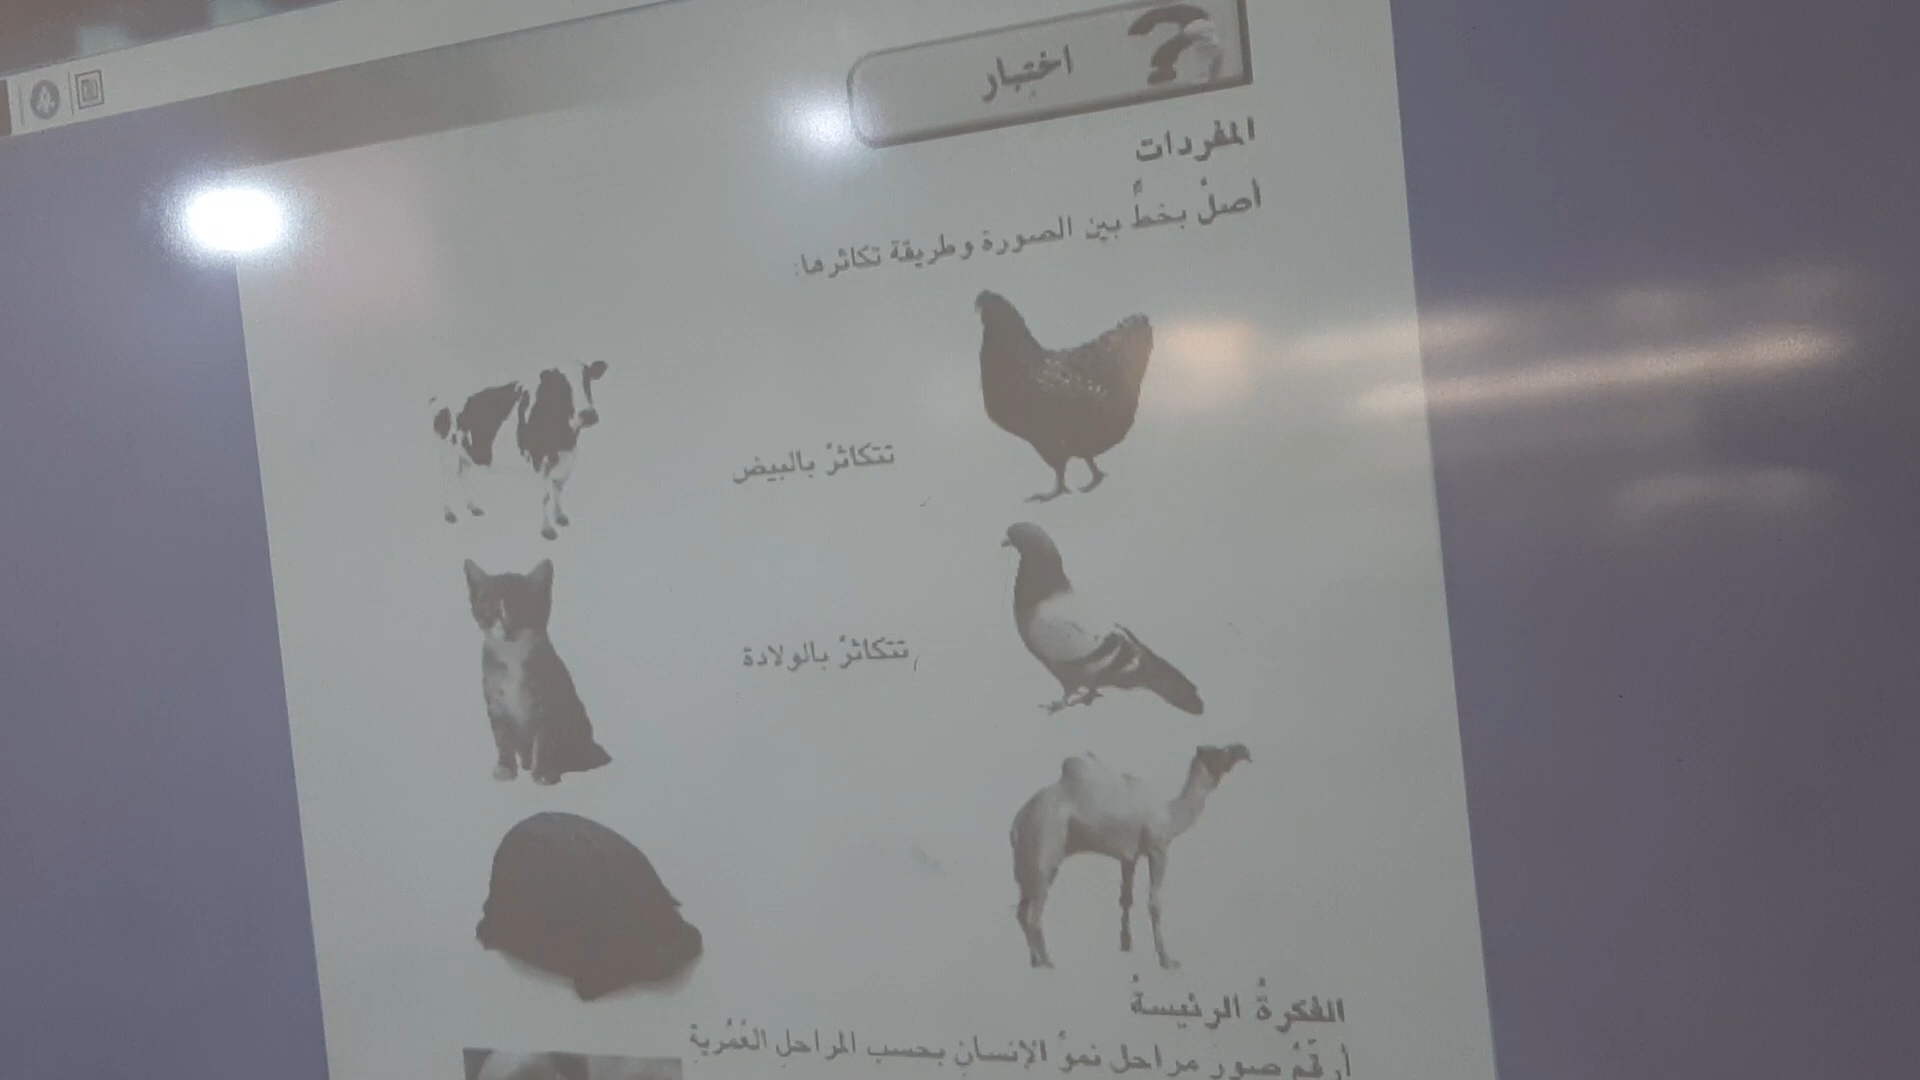 اختبار
المفردات
أصلُ بخطٍّ بين الصورة وطريقة تكاثرها:
تتكاثرُ بالبيض
تتكاثرُ بالولادة
الفكرةُ الرئيسةُ
أرقّمُ صور مراحل نموّ الإنسان بحسب المراحل العُمُرية